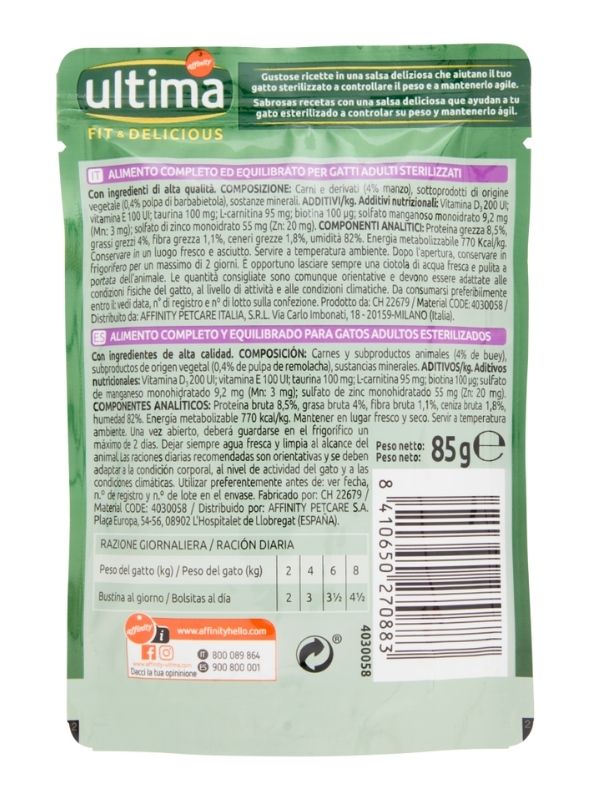 affinity
ultima
FIT & DELICIOUS
Gustose ricette in una salsa deliziosa che aiutano il tuo
gatto sterilizzato a controllare il peso e a mantenerlo agile.
Sabrosas recetas con una salsa deliciosa que ayudan a tu
gato esterilizado a controlar su peso y mantenerlo ágil.
IT ALIMENTO COMPLETO ED EQUILIBRATO PER GATTI ADULTI STERILIZZATI
Con ingredienti di alta qualità. COMPOSIZIONE: Carni e derivati (4% manzo), sottoprodotti di origine
vegetale (0,4% polpa di barbabietola), sostanze minerali. ADDITIVI/kg. Additivi nutrizionali: Vitamina D3 200 UI;
vitamina E 100 UI; taurina 100 mg; L-carnitina 95 mg; biotina 100 µg; solfato manganoso monoidrato 9,2 mg
(Mn: 3 mg); solfato di zinco monoidrato 55 mg (Zn: 20 mg). COMPONENTI ANALITICI: Proteina grezza 8,5%,
grassi grezzi 4%, fibra grezza 1,1%, ceneri grezze 1,8%, umidità 82%. Energia metabolizzabile 770 Kcal/kg.
Conservare in un luogo fresco e asciutto. Servire a temperatura ambiente. Dopo l'apertura, conservare in
frigorifero per un massimo di 2 giorni. È opportuno lasciare sempre una ciotola di acqua fresca e pulita a
portata dell'animale. Le quantità consigliate sono comunque orientative e devono essere adattate alle
condizioni fisiche del gatto, al livello di attività e alle condizioni climatiche. Da consumarsi preferibilmente
entro il: vedi data, n° di registro e n° di lotto sulla confezione. Prodotto da: CH 22679 / Material CODE: 4030058 /
Distribuito da: AFFINITY PETCARE ITALIA, S.R.L. Via Carlo Imbonati, 18 - 20159-MILANO (Italia).
ES ALIMENTO COMPLETO Y EQUILIBRADO PARA GATOS ADULTOS ESTERILIZADOS
Con ingredientes de alta calidad. COMPOSICIÓN: Carnes y subproductos animales (4% de buey),
subproductos de origen vegetal (0,4% de pulpa de remolacha), sustancias minerales. ADITIVOS/kg. Aditivos
nutricionales: Vitamina D3 200 UI; vitamina E 100 UI; taurina 100 mg; L-carnitina 95 mg; biotina 100 µg; sulfato
de manganeso monohidratado 9,2 mg (Mn: 3 mg); sulfato de zinc monohidratado 55 mg (Zn: 20 mg).
COMPONENTES ANALÍTICOS: Proteína bruta 8,5%, grasa bruta 4%, fibra bruta 1,1%, ceniza bruta 1,8%,
humedad 82%. Energía metabolizable 770 kcal/kg. Mantener en lugar fresco y seco. Servir a temperatura
ambiente. Una vez abierto, deberá guardarse en el frigorífico un
máximo de 2 días. Dejar siempre agua fresca y limpia al alcance del
animal. Las raciones diarias recomendadas son orientativas y se deben
adaptar a la condición corporal, al nivel de actividad del gato y a las
condiciones climáticas. Utilizar preferentemente antes de: ver fecha,
n.º de registro y n.º de lote en el envase. Fabricado por: CH 22679 /
Material CODE: 4030058 / Distribuido por: AFFINITY PETCARE S.A.
Plaça Europa, 54-56, 08902 L'Hospitalet de Llobregat (ESPAÑA).
Peso netto:
Peso neto:
85 g e
RAZIONE GIORNALIERA / RACIÓN DIARIA
Peso del gatto (kg) / Peso del gato (kg) 2 4 6 8
Bustina al giorno / Bolsitas al día 2 3 3½ 4½
8 410650 270883
4030058
affinity
i
www.affinityhello.com
IT 800 089 864
ES 900 800 001
www.affinity-ultima.com
Dacci la tua opinione
®
2
2